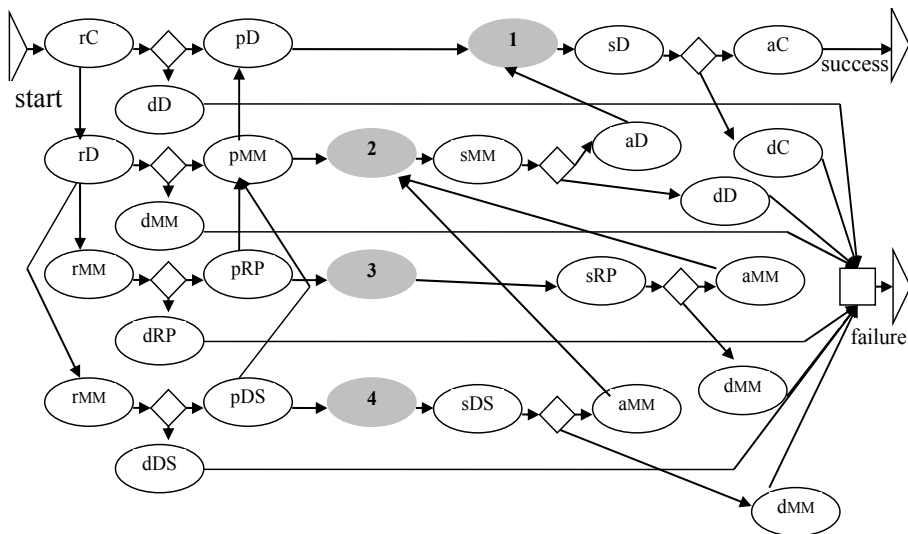 rC
pD
1
sD
aC
success
start
dD
rD
pMM
2
sMM
aD
dC
dD
dMM
rMM
pRP
3
sRP
aMM
failure
dRP
dMM
rMM
pDS
4
sDS
aMM
dDS
dMM